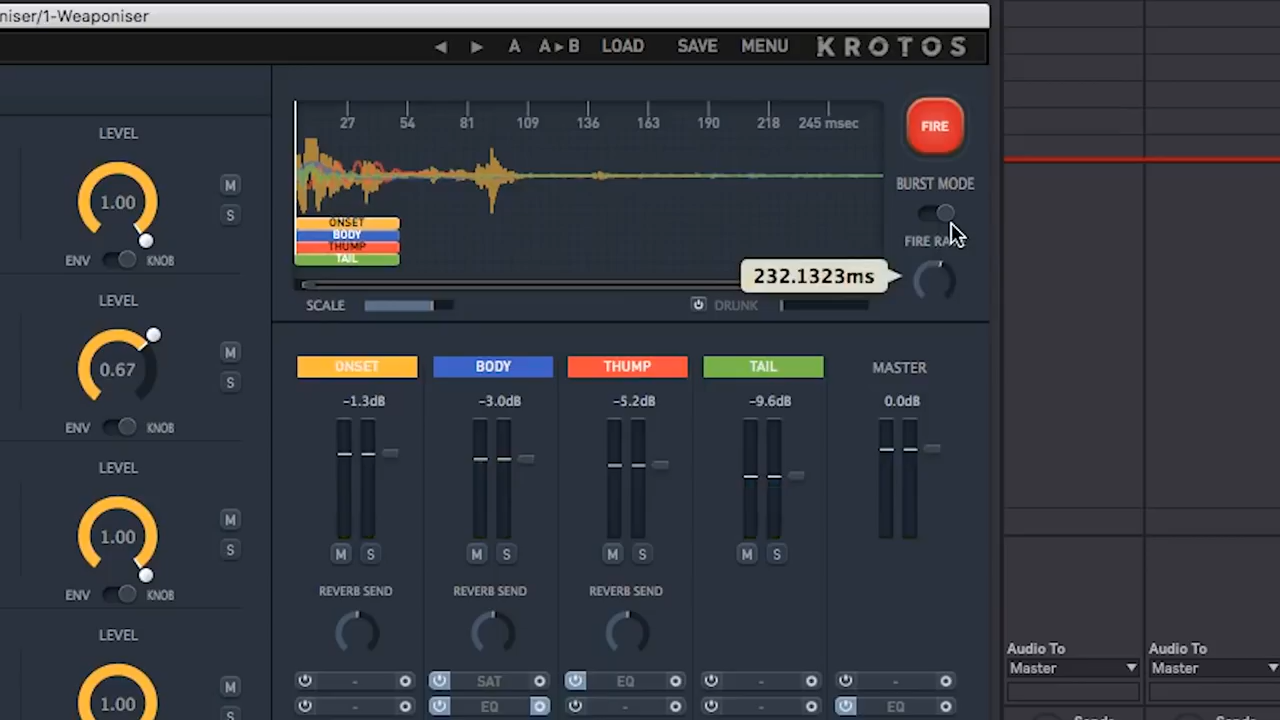 niser/1-Weaponiser
A A▸B LOAD SAVE MENU KROTOS
27 54 81 109 136 163 190 218 245 msec
FIRE
BURST MODE
FIRE RA
232.1323ms
ONSET
BODY
THUMP
TAIL
SCALE
DRUNK
LEVEL
1.00
M
S
ENV KNOB
LEVEL
0.67
M
S
ENV KNOB
LEVEL
1.00
M
S
ENV KNOB
LEVEL
1.00
M
S
ONSET BODY THUMP TAIL MASTER
-1.3dB -3.0dB -5.2dB -9.6dB 0.0dB
M S M S M S M S
REVERB SEND REVERB SEND REVERB SEND
- SAT EQ - -
- EQ - - EQ
Audio To Audio To
Master Master